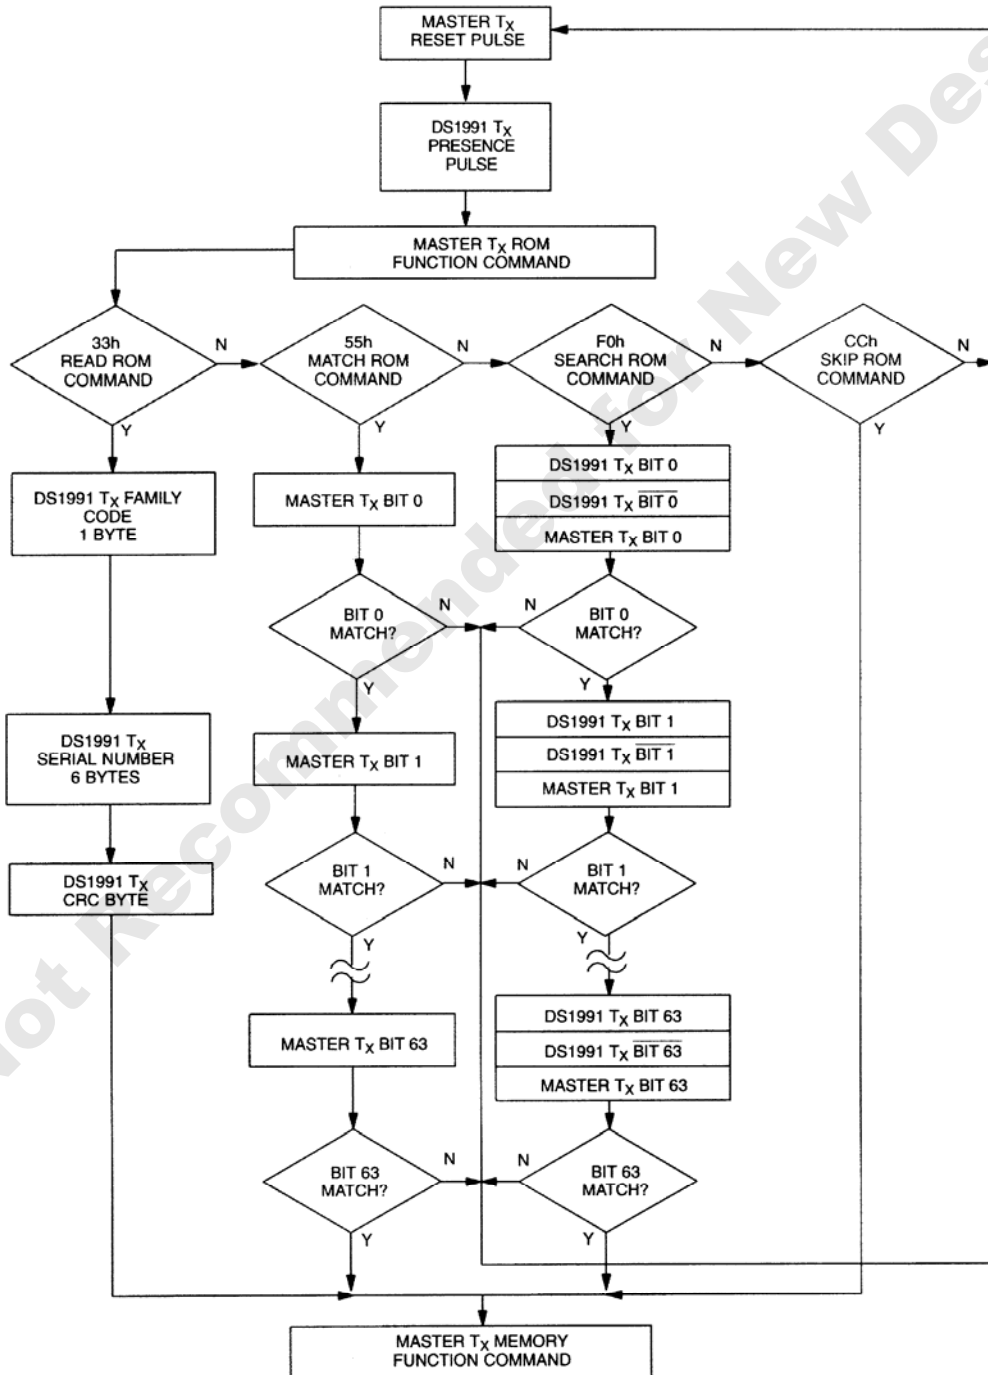 MASTER TX
RESET PULSE
DS1991 TX
PRESENCE
PULSE
MASTER TX ROM
FUNCTION COMMAND
33h
READ ROM
COMMAND
N
Y
55h
MATCH ROM
COMMAND
N
Y
F0h
SEARCH ROM
COMMAND
N
Y
CCh
SKIP ROM
COMMAND
N
Y
DS1991 TX FAMILY
CODE
1 BYTE
DS1991 TX
SERIAL NUMBER
6 BYTES
DS1991 TX
CRC BYTE
MASTER TX BIT 0
BIT 0
MATCH?
N
Y
MASTER TX BIT 1
BIT 1
MATCH?
N
Y
MASTER TX BIT 63
BIT 63
MATCH?
N
Y
DS1991 TX BIT 0
DS1991 TX BIT 0
MASTER TX BIT 0
N
BIT 0
MATCH?
Y
DS1991 TX BIT 1
DS1991 TX BIT 1
MASTER TX BIT 1
N
BIT 1
MATCH?
Y
DS1991 TX BIT 63
DS1991 TX BIT 63
MASTER TX BIT 63
N
BIT 63
MATCH?
Y
MASTER TX MEMORY
FUNCTION COMMAND
Not Recommended for New Des